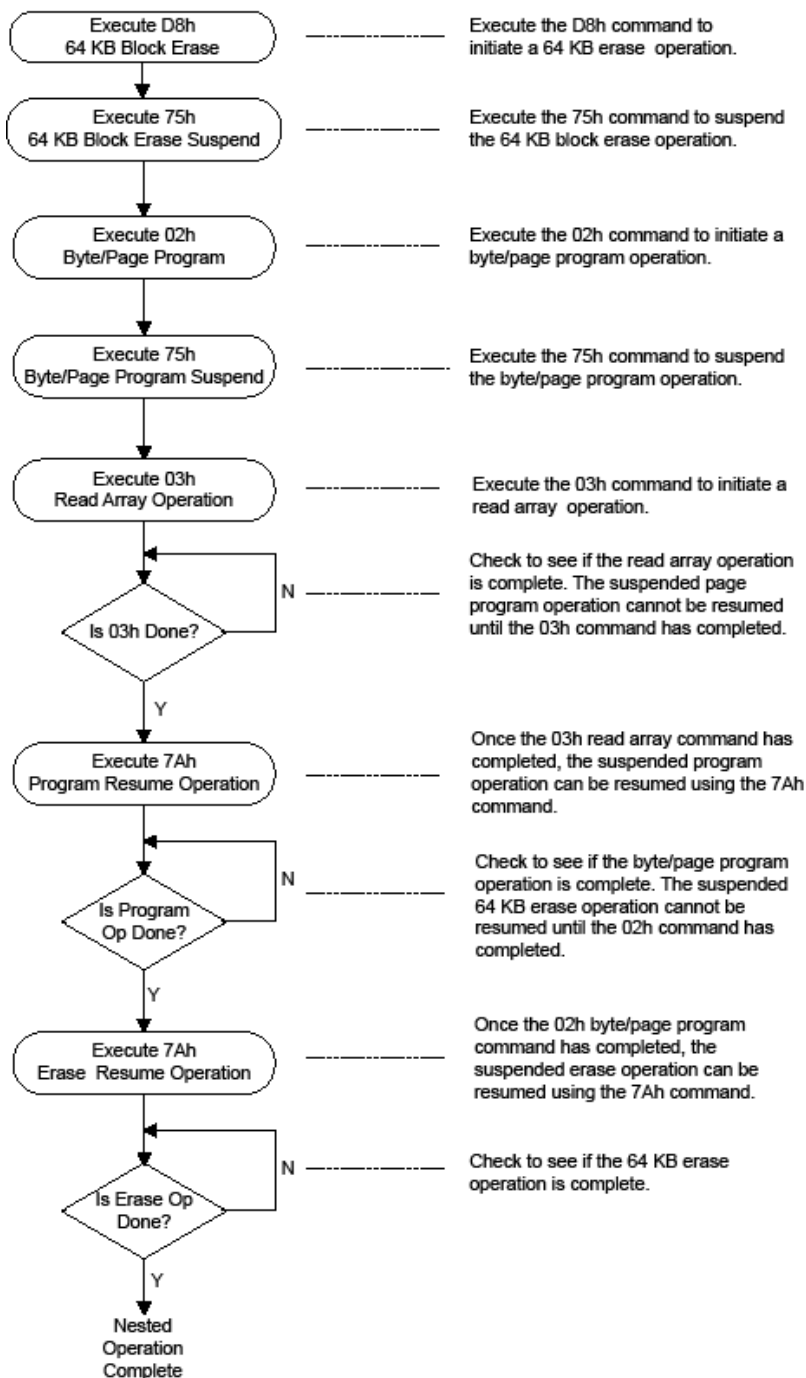 Execute D8h
64 KB Block Erase
Execute the D8h command to
initiate a 64 KB erase operation.
Execute 75h
64 KB Block Erase Suspend
Execute the 75h command to suspend
the 64 KB block erase operation.
Execute 02h
Byte/Page Program
Execute the 02h command to initiate a
byte/page program operation.
Execute 75h
Byte/Page Program Suspend
Execute the 75h command to suspend
the byte/page program operation.
Execute 03h
Read Array Operation
Execute the 03h command to initiate a
read array operation.
Is 03h Done?
N
Y
Check to see if the read array operation
is complete. The suspended page
program operation cannot be resumed
until the 03h command has completed.
Execute 7Ah
Program Resume Operation
Once the 03h read array command has
completed, the suspended program
operation can be resumed using the 7Ah
command.
Is Program
Op Done?
N
Y
Check to see if the byte/page program
operation is complete. The suspended
64 KB erase operation cannot be
resumed until the 02h command has
completed.
Execute 7Ah
Erase Resume Operation
Once the 02h byte/page program
command has completed, the
suspended erase operation can be
resumed using the 7Ah command.
Is Erase Op
Done?
N
Y
Check to see if the 64 KB erase
operation is complete.
Nested
Operation
Complete